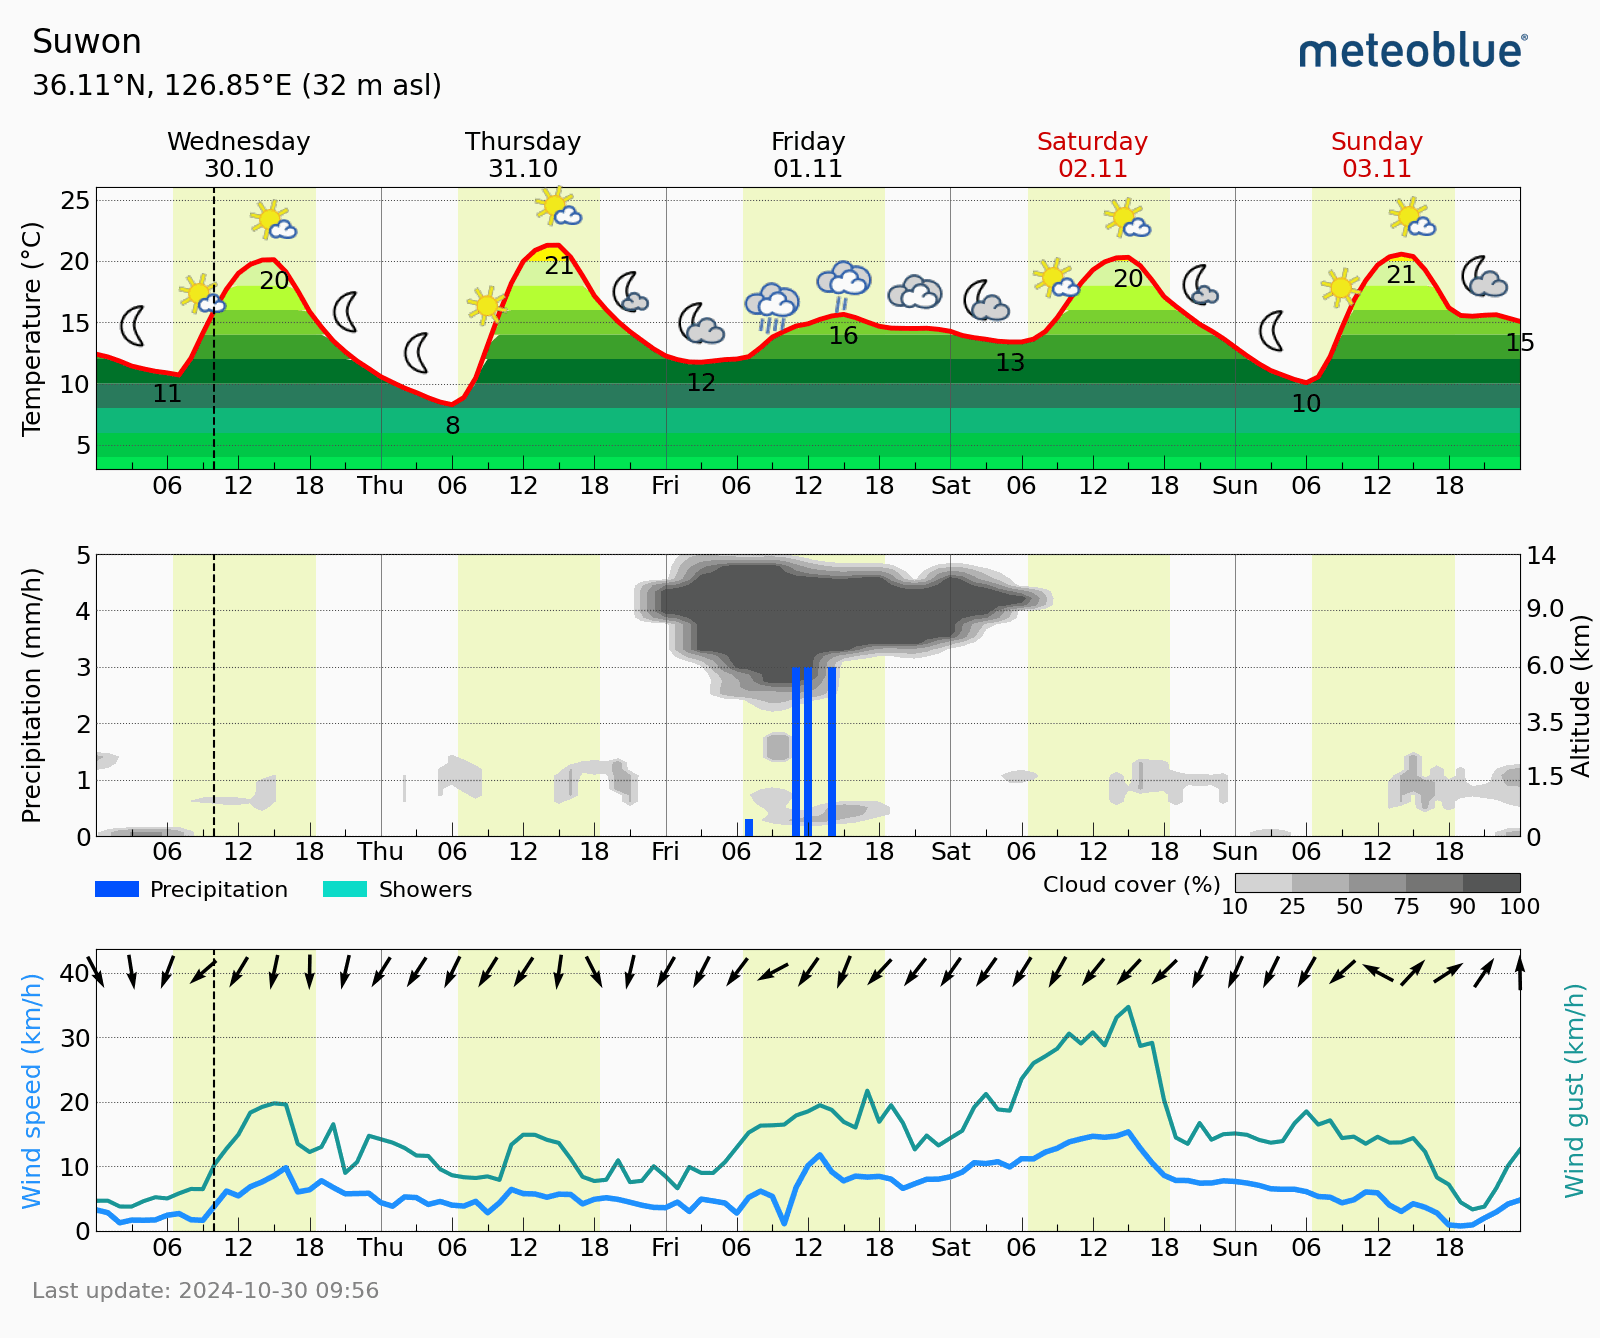 Suwon
36.11°N, 126.85°E (32 m asl)
meteoblue®
Wednesday Thursday Friday Saturday Sunday
30.10 31.10 01.11 02.11 03.11
Temperature (°C)
25
20
15
10
5
20 21 16 20 21
11 8 12 13 10 15
06 12 18 Thu 06 12 18 Fri 06 12 18 Sat 06 12 18 Sun 06 12 18
Precipitation (mm/h)
5 14
4 9.0
3 6.0
2 3.5
1 1.5
0 0
Altitude (km)
06 12 18 Thu 06 12 18 Fri 06 12 18 Sat 06 12 18 Sun 06 12 18
Precipitation Showers Cloud cover (%)
10 25 50 75 90 100
Wind speed (km/h)
40
30
20
10
0
Wind gust (km/h)
06 12 18 Thu 06 12 18 Fri 06 12 18 Sat 06 12 18 Sun 06 12 18
Last update: 2024-10-30 09:56